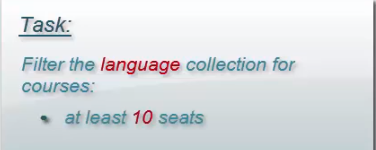 Task:
Filter the language collection for
courses:
• at least 10 seats